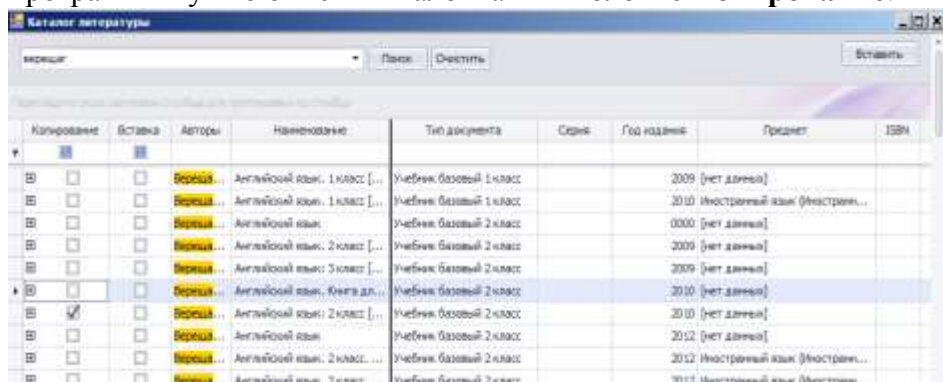 Каталог литературы
верещаг Поиск Очистить Вставить
Копирование Вставка Авторы Наименование Тип документа Серия Год издания Предмет ISBN
Вереща... Английский язык. 1 класс [... Учебник базовый 1 класс 2009 [нет данных]
Вереща... Английский язык. 1 класс [... Учебник базовый 1 класс 2010 Иностранный язык (Иностранн...
Вереща... Английский язык Учебник базовый 2 класс 0000 [нет данных]
Вереща... Английский язык. 2 класс [... Учебник базовый 2 класс 2009 [нет данных]
Вереща... Английский язык: 3 класс [... Учебник базовый 2 класс 2009 [нет данных]
Вереща... Английский язык. Книга дл... Учебник базовый 2 класс 2010 [нет данных]
Вереща... Английский язык: 2 класс [... Учебник базовый 2 класс 2010 [нет данных]
Вереща... Английский язык Учебник базовый 2 класс 2012 [нет данных]
Вереща... Английский язык. 2 класс. ... Учебник базовый 2 класс 2012 Иностранный язык (Иностранн...